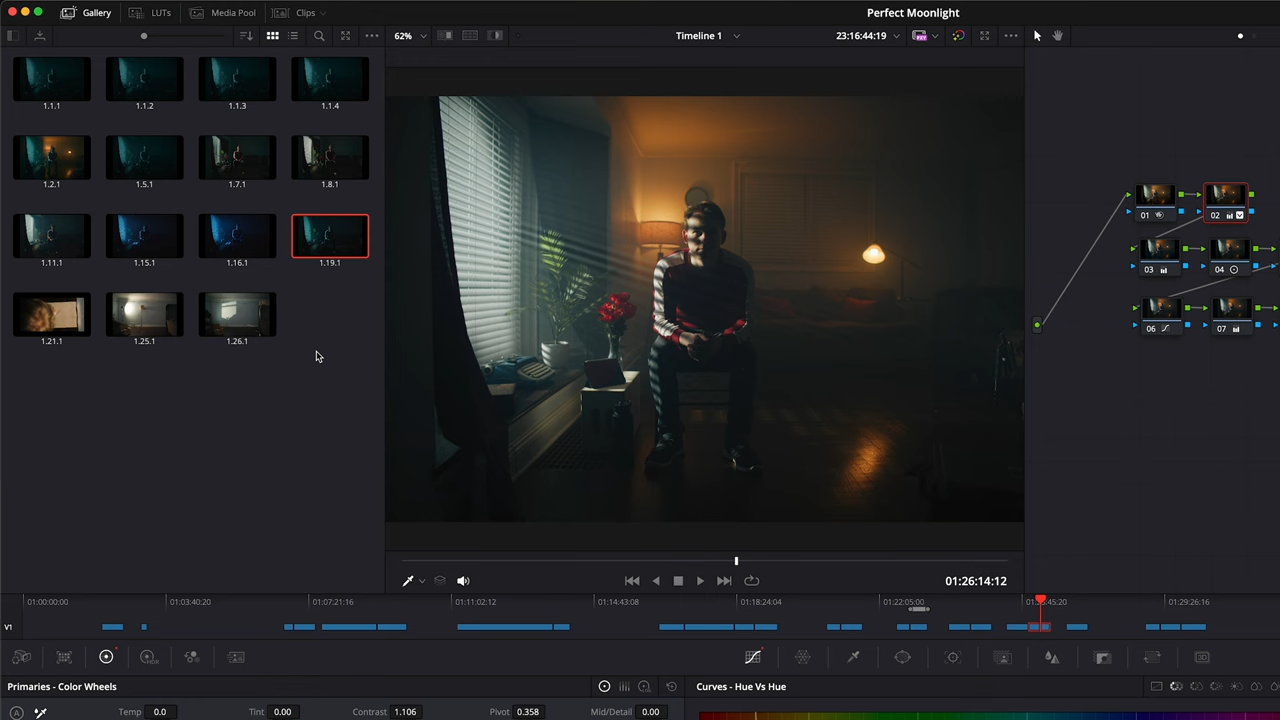 Gallery LUTs Media Pool Clips Perfect Moonlight
62% Timeline 1 23:16:44:19
1.1.1 1.1.2 1.1.3 1.1.4
1.2.1 1.5.1 1.7.1 1.8.1
1.11.1 1.15.1 1.16.1 1.19.1
1.21.1 1.25.1 1.26.1
01 02
03 04
06 07
01:26:14:12
01:00:00:00 01:03:40:20 01:07:21:16 01:11:02:12 01:14:43:08 01:18:24:04 01:22:05:00 45:20 01:29:26:16
V1
HDR
Primaries - Color Wheels Curves - Hue Vs Hue
A Temp 0.0 Tint 0.00 Contrast 1.106 Pivot 0.358 Mid/Detail 0.00